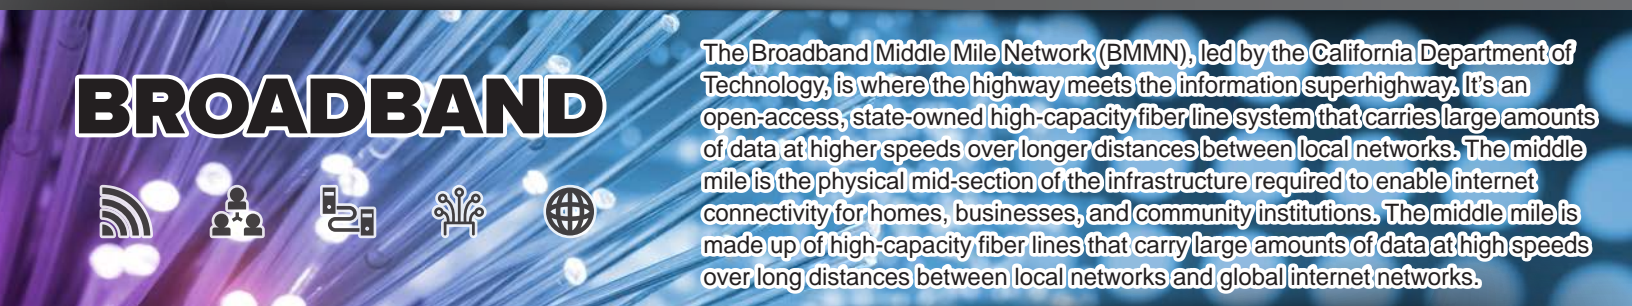 BROADBAND
The Broadband Middle Mile Network (BMMN), led by the California Department of
Technology, is where the highway meets the information superhighway. It's an
open-access, state-owned high-capacity fiber line system that carries large amounts
of data at higher speeds over longer distances between local networks. The middle
mile is the physical mid-section of the infrastructure required to enable internet
connectivity for homes, businesses, and community institutions. The middle mile is
made up of high-capacity fiber lines that carry large amounts of data at high speeds
over long distances between local networks and global internet networks.